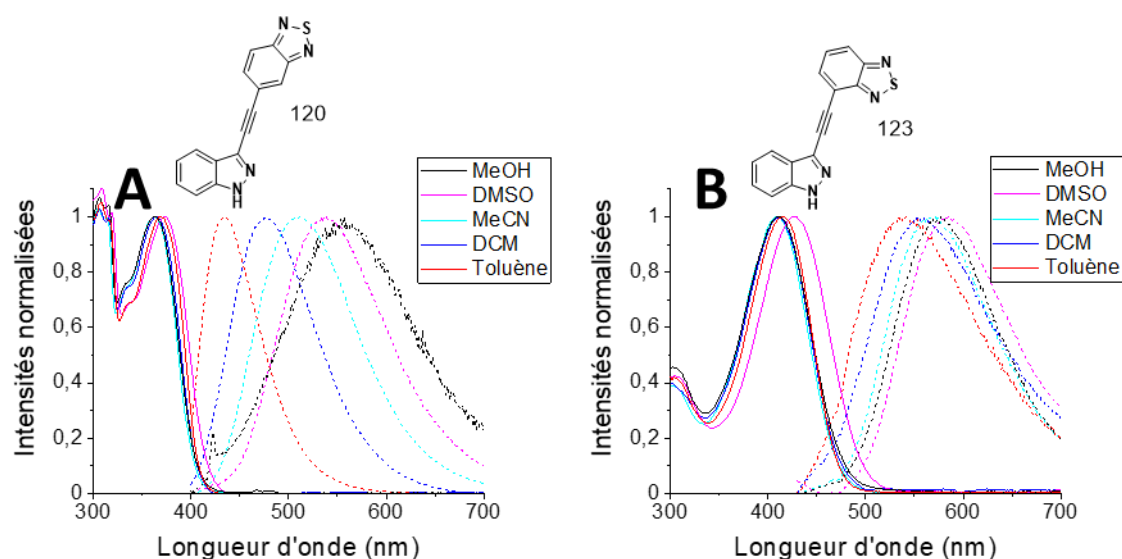 N
S
N
120
N
N
H
A
MeOH
DMSO
MeCN
DCM
Toluène
Intensités normalisées
1
0,8
0,6
0,4
0,2
0
300
400
500
600
700
Longueur d'onde (nm)
N
S
N
123
N
N
H
B
MeOH
DMSO
MeCN
DCM
Toluène
Intensités normalisées
1
0,8
0,6
0,4
0,2
0
300
400
500
600
700
Longueur d'onde (nm)